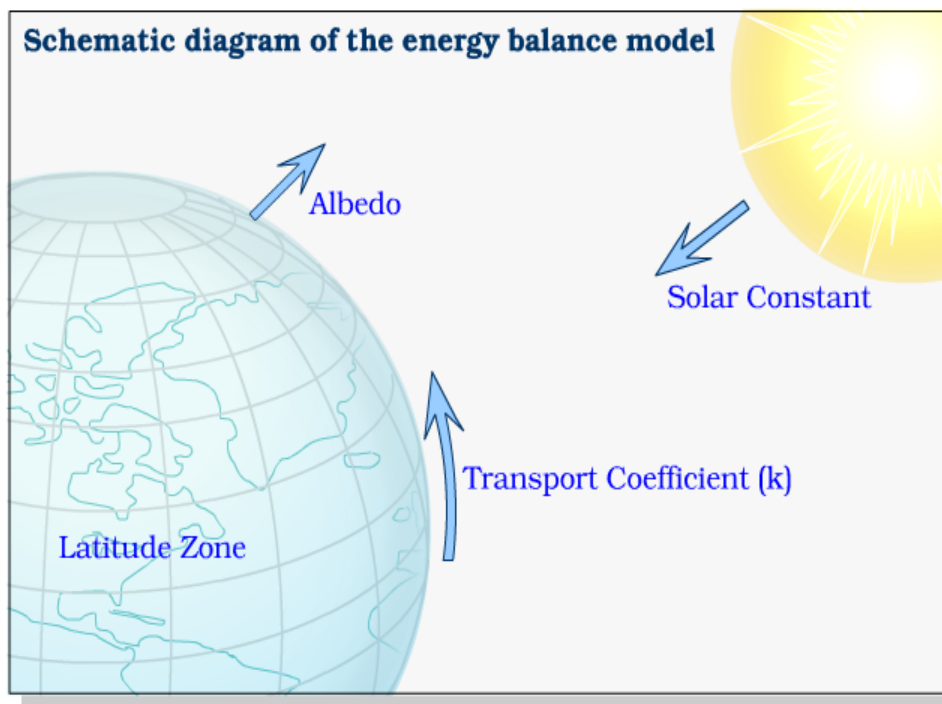 Schematic diagram of the energy balance model
Albedo
Solar Constant
Transport Coefficient (k)
Latitude Zone